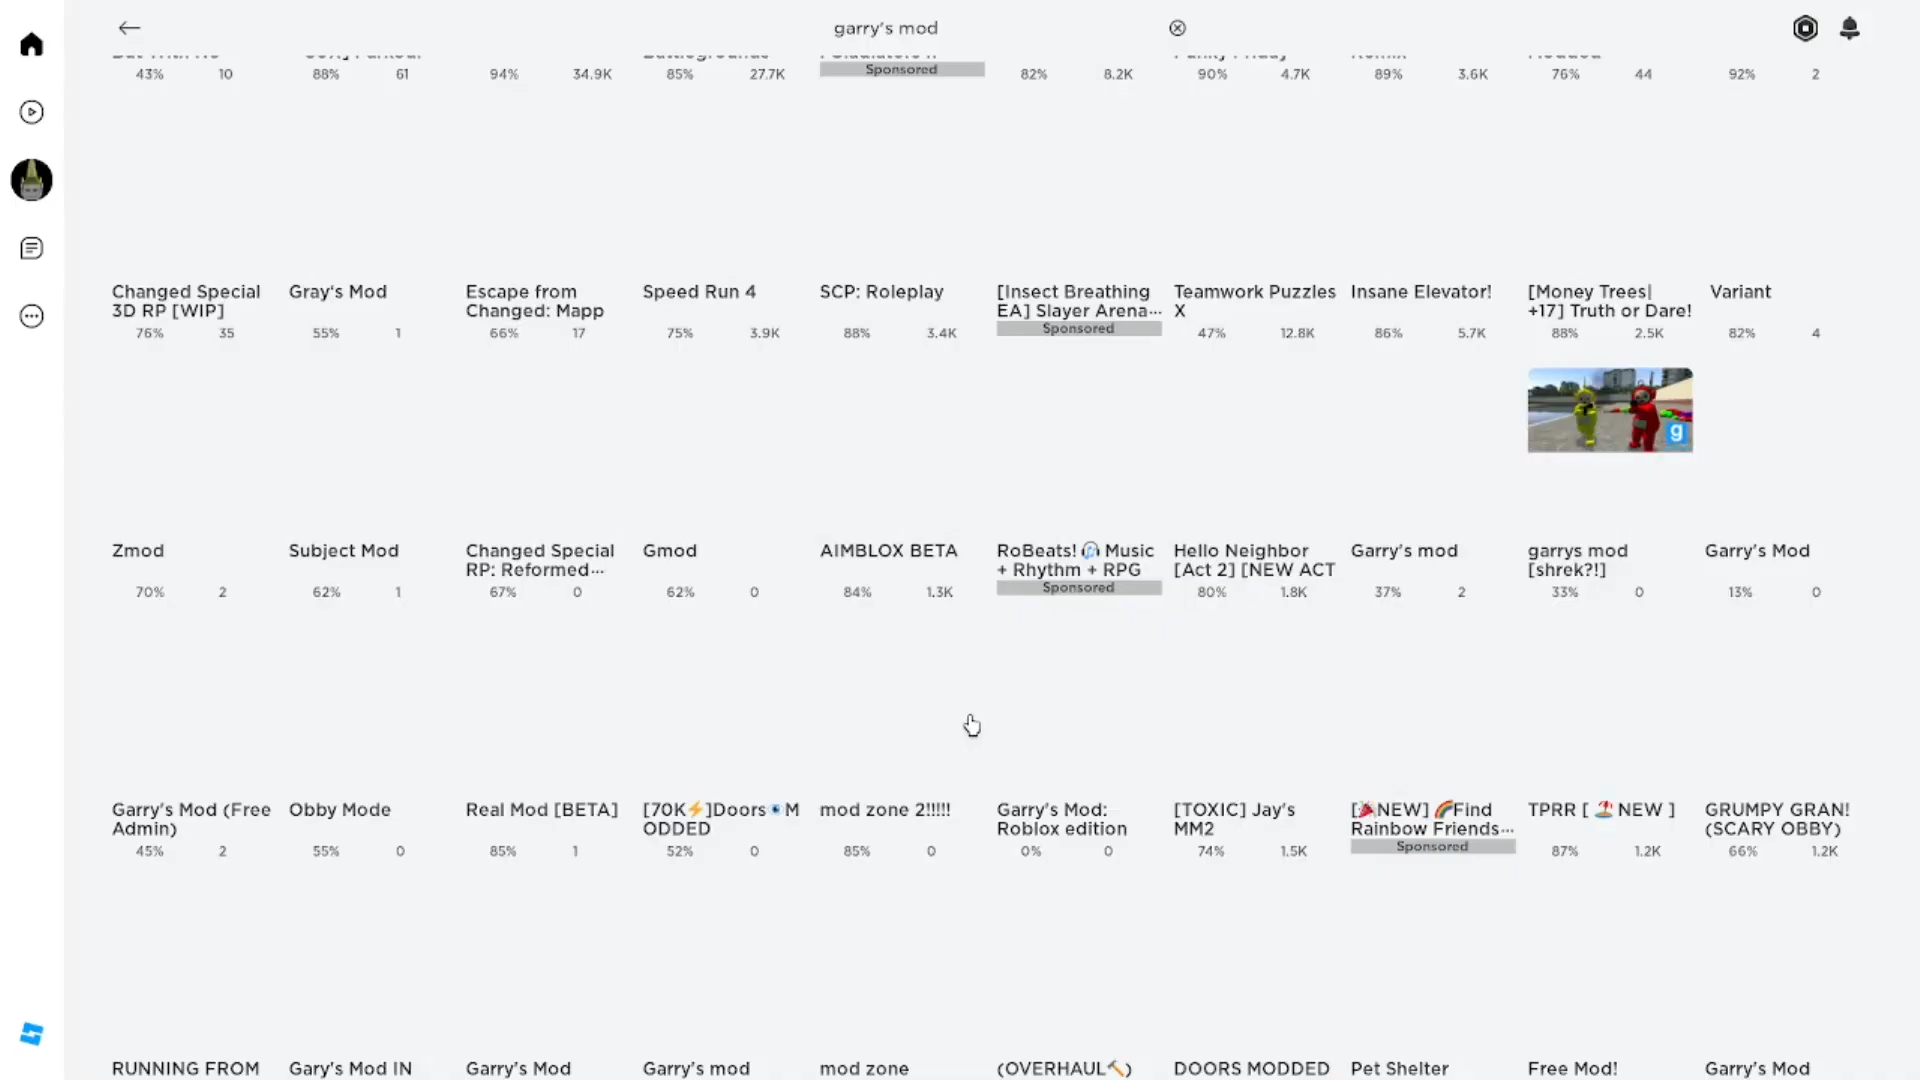 garry's mod
Sponsored
43% 10 88% 61 94% 34.9K 85% 27.7K 82% 8.2K 90% 4.7K 89% 3.6K 76% 44 92% 2
Changed Special
3D RP [WIP]
76% 35
Gray's Mod
55% 1
Escape from
Changed: Mapp
66% 17
Speed Run 4
75% 3.9K
SCP: Roleplay
88% 3.4K
[Insect Breathing
EA] Slayer Arena...
Sponsored
Teamwork Puzzles
X
47% 12.8K
Insane Elevator!
86% 5.7K
[Money Trees|
+17] Truth or Dare!
88% 2.5K
Variant
82% 4
g
Zmod
70% 2
Subject Mod
62% 1
Changed Special
RP: Reformed...
67% 0
Gmod
62% 0
AIMBLOX BETA
84% 1.3K
RoBeats! 🎧 Music
+ Rhythm + RPG
Sponsored
Hello Neighbor
[Act 2] [NEW ACT
80% 1.8K
Garry's mod
37% 2
garrys mod
[shrek?!]
33% 0
Garry's Mod
13% 0
Garry's Mod (Free
Admin)
45% 2
Obby Mode
55% 0
Real Mod [BETA]
85% 1
[70K⚡]Doors👁️M
ODDED
52% 0
mod zone 2!!!!!
85% 0
Garry's Mod:
Roblox edition
0% 0
[TOXIC] Jay's
MM2
74% 1.5K
[🎉NEW] 🌈Find
Rainbow Friends...
Sponsored
TPRR [ 🏖️NEW ]
87% 1.2K
GRUMPY GRAN!
(SCARY OBBY)
66% 1.2K
RUNNING FROM
Gary's Mod IN
Garry's Mod
Garry's mod
mod zone
(OVERHAUL🔨)
DOORS MODDED
Pet Shelter
Free Mod!
Garry's Mod